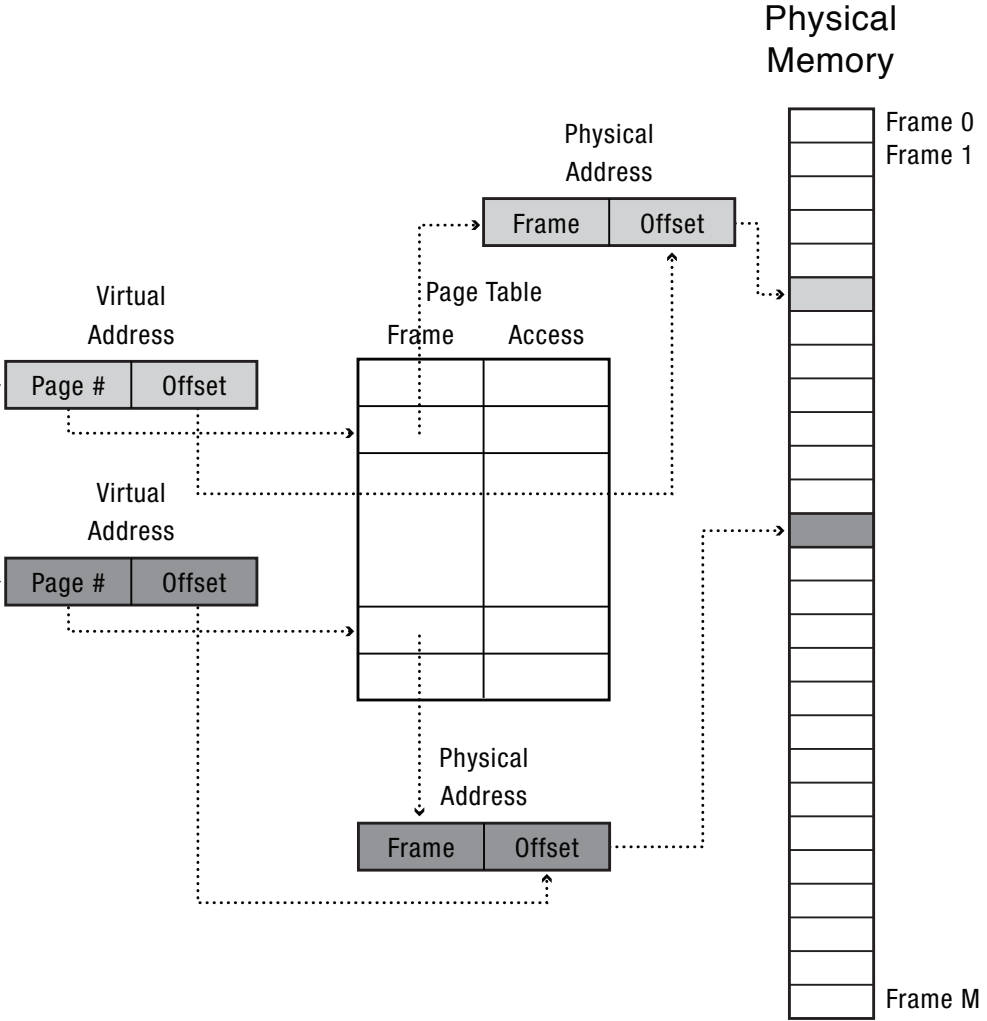 Physical
Memory
Frame 0
Frame 1
Physical
Address
Frame Offset
Virtual
Address
Page Table
Frame Access
Page # Offset
Virtual
Address
Page # Offset
Physical
Address
Frame Offset
Frame M